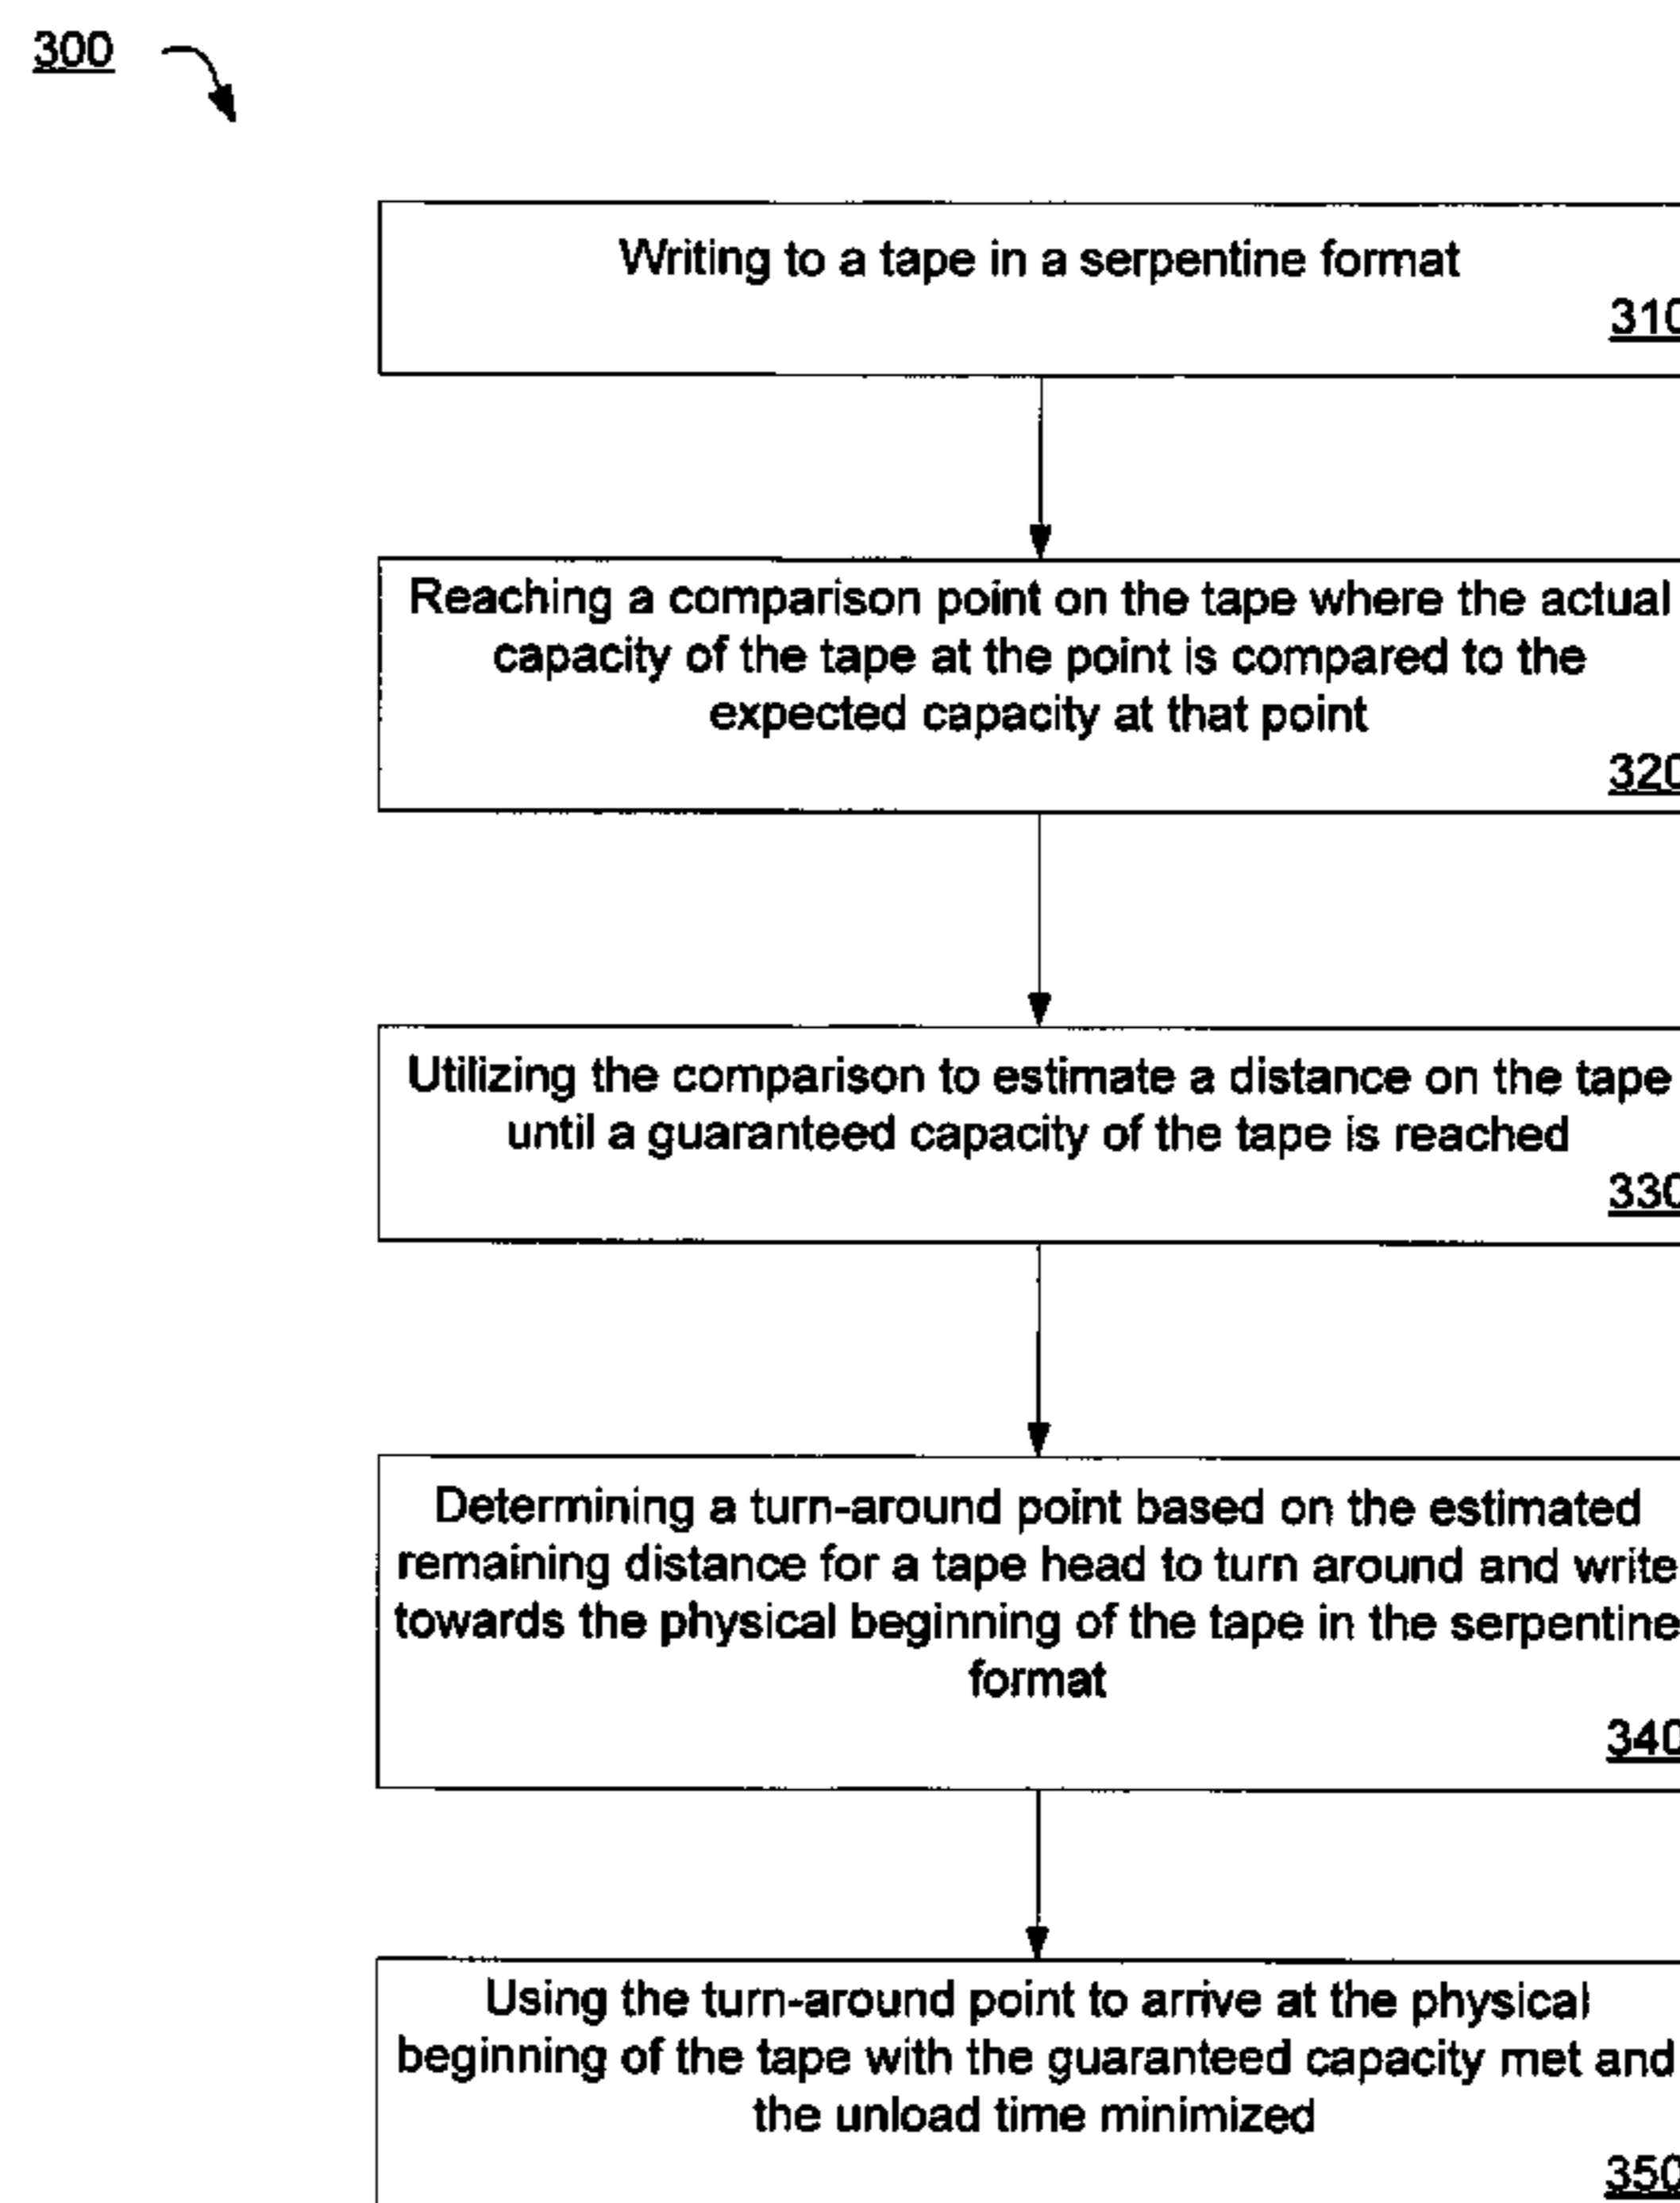 300
Writing to a tape in a serpentine format
310
Reaching a comparison point on the tape where the actual
capacity of the tape at the point is compared to the
expected capacity at that point
320
Utilizing the comparison to estimate a distance on the tape
until a guaranteed capacity of the tape is reached
330
Determining a turn-around point based on the estimated
remaining distance for a tape head to turn around and write
towards the physical beginning of the tape in the serpentine
format
340
Using the turn-around point to arrive at the physical
beginning of the tape with the guaranteed capacity met and
the unload time minimized
350